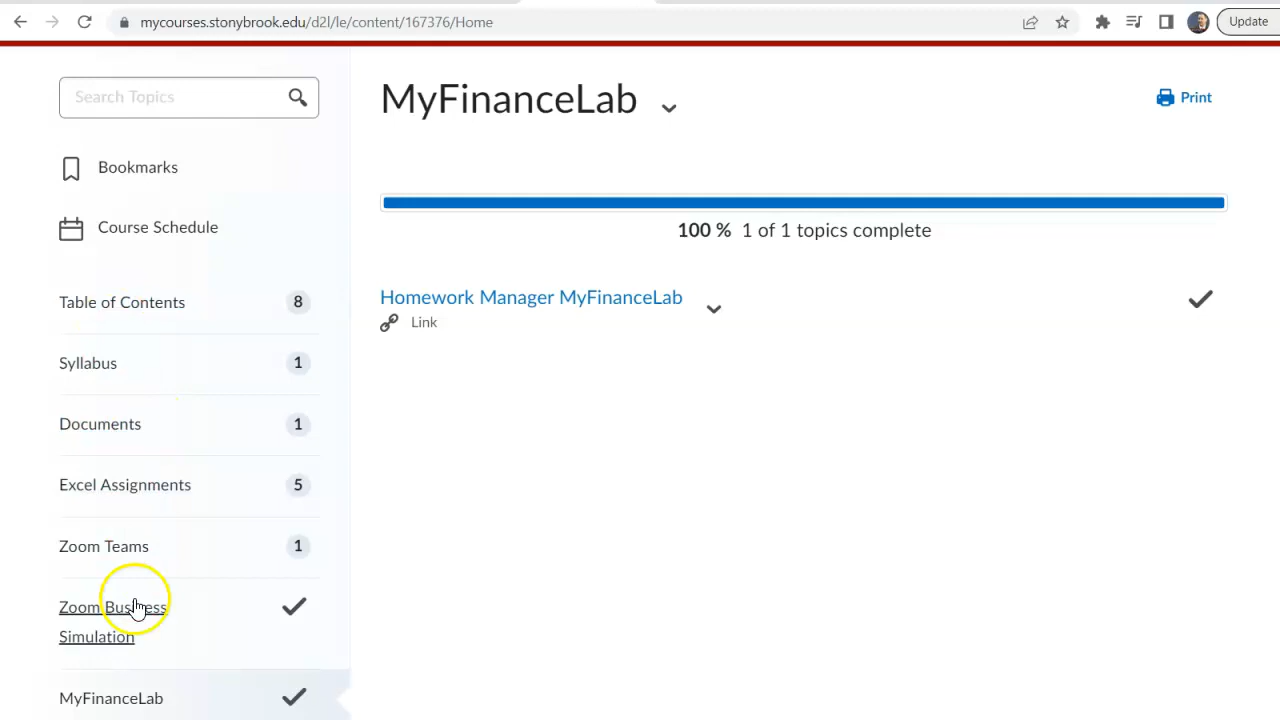 mycourses.stonybrook.edu/d2l/le/content/167376/Home
Update
Search Topics
Bookmarks
Course Schedule
Table of Contents 8
Syllabus 1
Documents 1
Excel Assignments 5
Zoom Teams 1
Zoom Business
Simulation
MyFinanceLab
MyFinanceLab
Print
100 % 1 of 1 topics complete
Homework Manager MyFinanceLab
Link